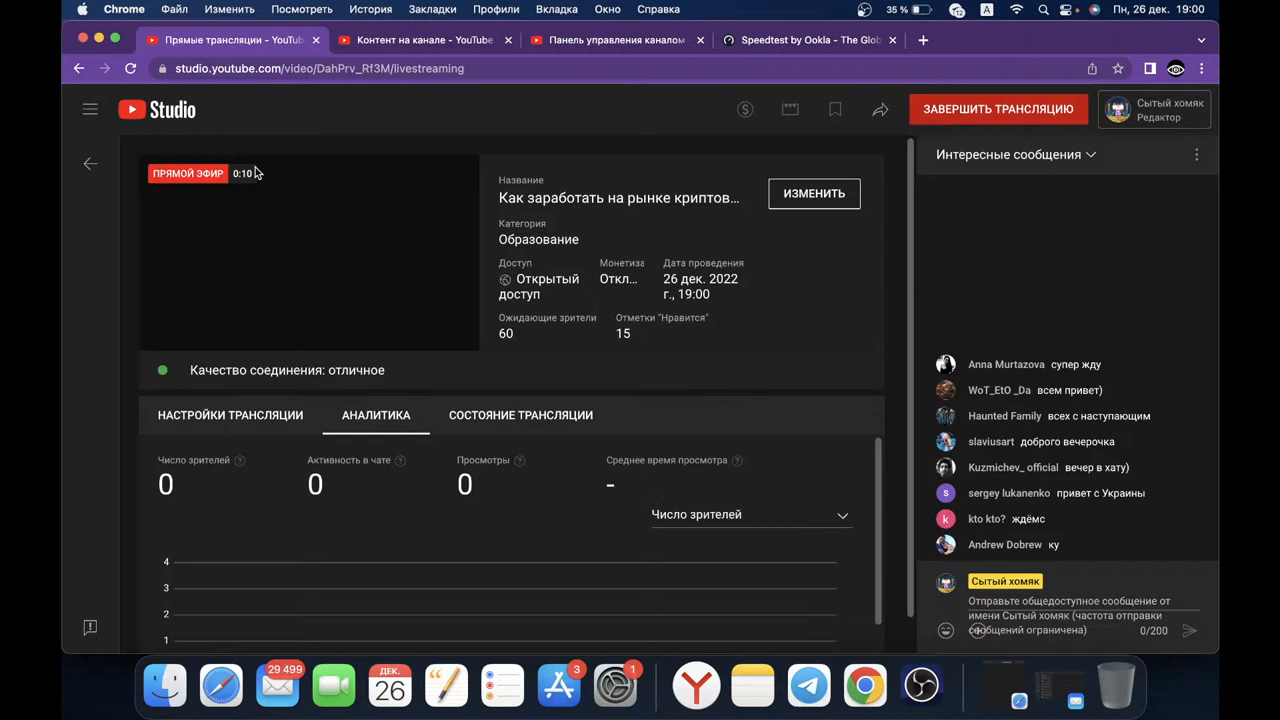 Chrome Файл Изменить Посмотреть История Закладки Профили Вкладка Окно Справка 35 % 12 A Пн, 26 дек. 19:00
Прямые трансляции - YouTub Контент на канале - YouTube Панель управления каналом Speedtest by Ookla - The Glob
studio.youtube.com/video/DahPrv_Rf3M/livestreaming
Studio
ЗАВЕРШИТЬ ТРАНСЛЯЦИЮ
Сытый хомяк
Редактор
ПРЯМОЙ ЭФИР 0:10
Название
Как заработать на рынке криптов...
ИЗМЕНИТЬ
Категория
Образование
Доступ Монетиза Дата проведения
Открытый Откл... 26 дек. 2022
доступ г., 19:00
Ожидающие зрители Отметки "Нравится"
60 15
Качество соединения: отличное
НАСТРОЙКИ ТРАНСЛЯЦИИ АНАЛИТИКА СОСТОЯНИЕ ТРАНСЛЯЦИИ
Число зрителей ? Активность в чате ? Просмотры ? Среднее время просмотра ?
0 0 0 -
Число зрителей
4
3
2
1
Интересные сообщения
Anna Murtazova супер жду
WoT_EtO _Da всем привет)
Haunted Family всех с наступающим
slaviusart доброго вечерочка
Kuzmichev_ official вечер в хату)
s sergey lukanenko привет с Украины
k kto kto? ждёмс
Andrew Dobrew ку
Сытый хомяк
Отправьте общедоступное сообщение от
имени Сытый хомяк (частота отправки
сообщений ограничена)
0/200
29 499 ДЕК. 26 3 1